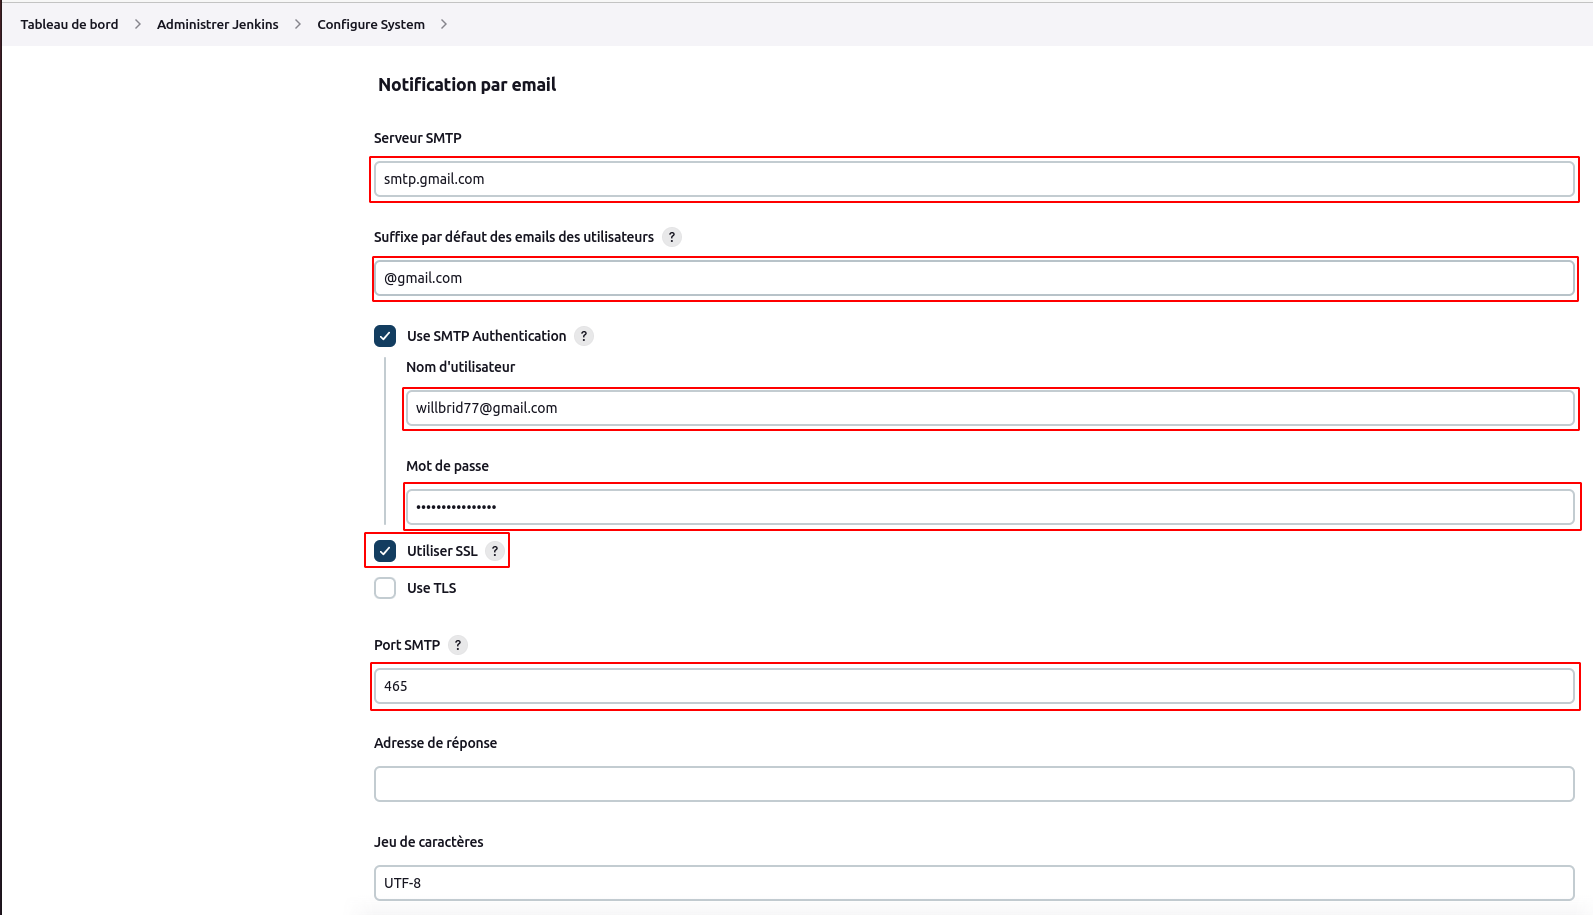 Tableau de bord > Administrer Jenkins > Configure System >
Notification par email
Serveur SMTP
smtp.gmail.com
Suffixe par défaut des emails des utilisateurs ?
@gmail.com
Use SMTP Authentication ?
Nom d'utilisateur
willbrid77@gmail.com
Mot de passe
••••••••••••••••
Utiliser SSL ?
Use TLS
Port SMTP ?
465
Adresse de réponse
Jeu de caractères
UTF-8